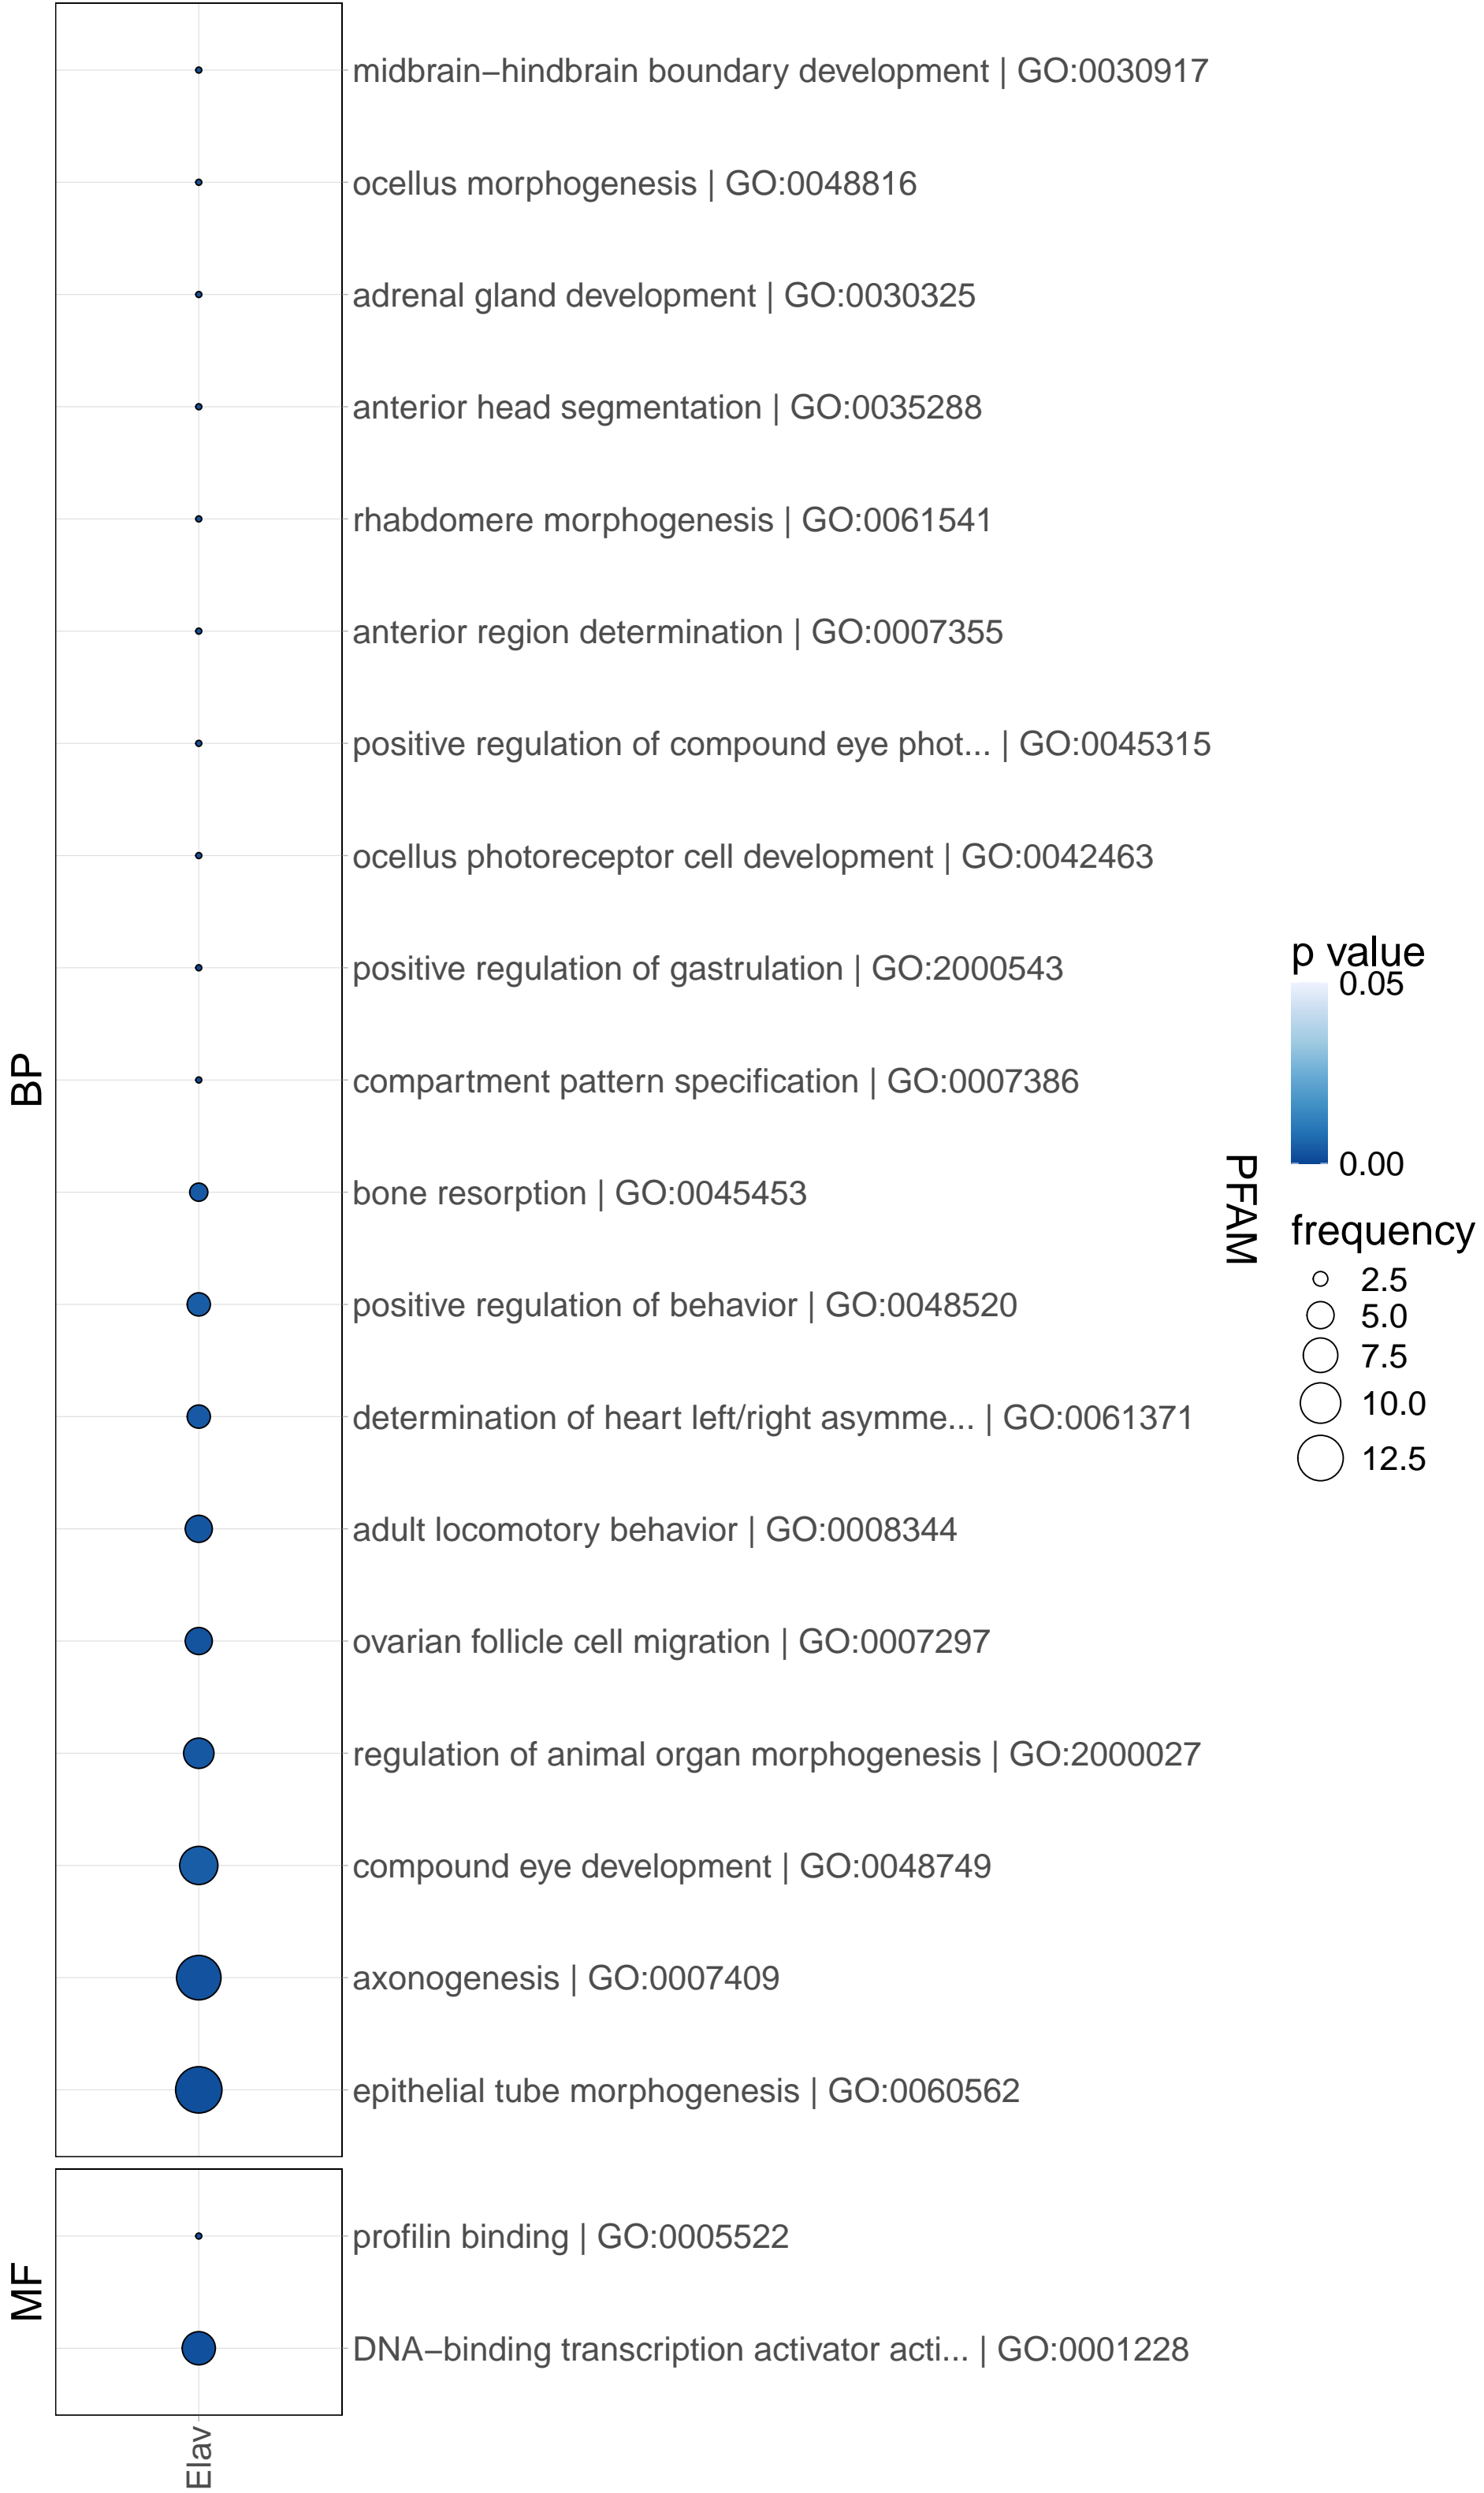 BP
midbrain−hindbrain boundary development | GO:0030917
ocellus morphogenesis | GO:0048816
adrenal gland development | GO:0030325
anterior head segmentation | GO:0035288
rhabdomere morphogenesis | GO:0061541
anterior region determination | GO:0007355
positive regulation of compound eye phot... | GO:0045315
ocellus photoreceptor cell development | GO:0042463
positive regulation of gastrulation | GO:2000543
compartment pattern specification | GO:0007386
bone resorption | GO:0045453
positive regulation of behavior | GO:0048520
determination of heart left/right asymme... | GO:0061371
adult locomotory behavior | GO:0008344
ovarian follicle cell migration | GO:0007297
regulation of animal organ morphogenesis | GO:2000027
compound eye development | GO:0048749
axonogenesis | GO:0007409
epithelial tube morphogenesis | GO:0060562
MF
profilin binding | GO:0005522
DNA−binding transcription activator acti... | GO:0001228
Elav
PFAM
p value
0.05
0.00
frequency
2.5
5.0
7.5
10.0
12.5